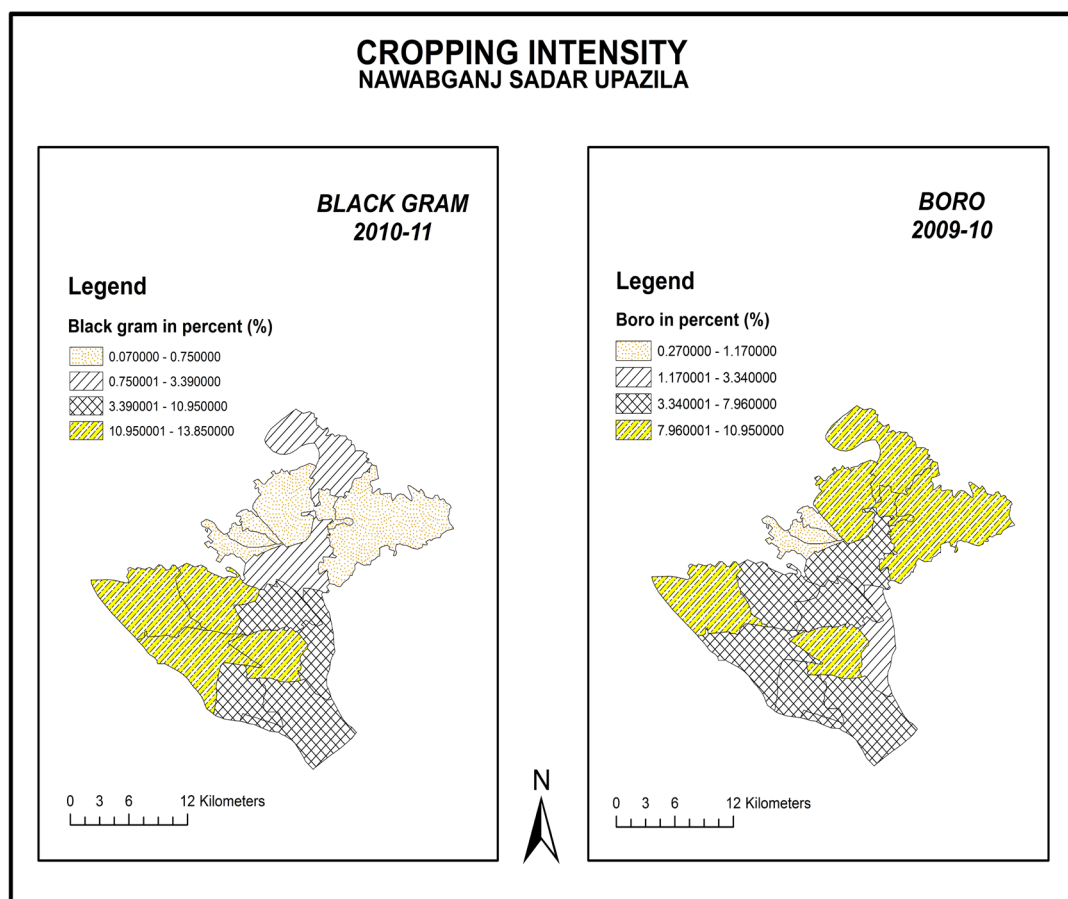 CROPPING INTENSITY
NAWABGANJ SADAR UPAZILA
BLACK GRAM
2010-11
Legend
Black gram in percent (%)
0.070000 - 0.750000
0.750001 - 3.390000
3.390001 - 10.950000
10.950001 - 13.850000
0 3 6 12 Kilometers
N
BORO
2009-10
Legend
Boro in percent (%)
0.270000 - 1.170000
1.170001 - 3.340000
3.340001 - 7.960000
7.960001 - 10.950000
0 3 6 12 Kilometers